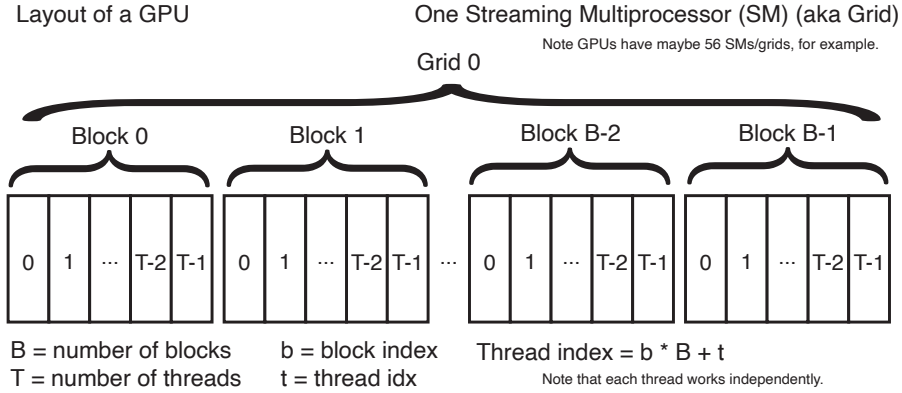 Layout of a GPU
One Streaming Multiprocessor (SM) (aka Grid)
Note GPUs have maybe 56 SMs/grids, for example.
Grid 0
Block 0 Block 1 Block B-2 Block B-1
0 1 ... T-2 T-1 0 1 ... T-2 T-1 ... 0 1 ... T-2 T-1 0 1 ... T-2 T-1
B = number of blocks b = block index Thread index = b * B + t
T = number of threads t = thread idx Note that each thread works independently.